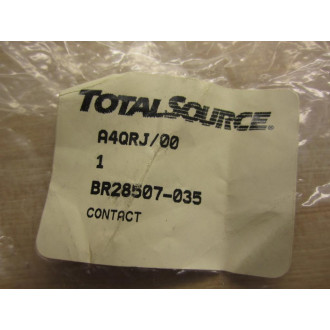 TOTALSOURCE
A4QRJ/00
1
BR28507-035
CONTACT